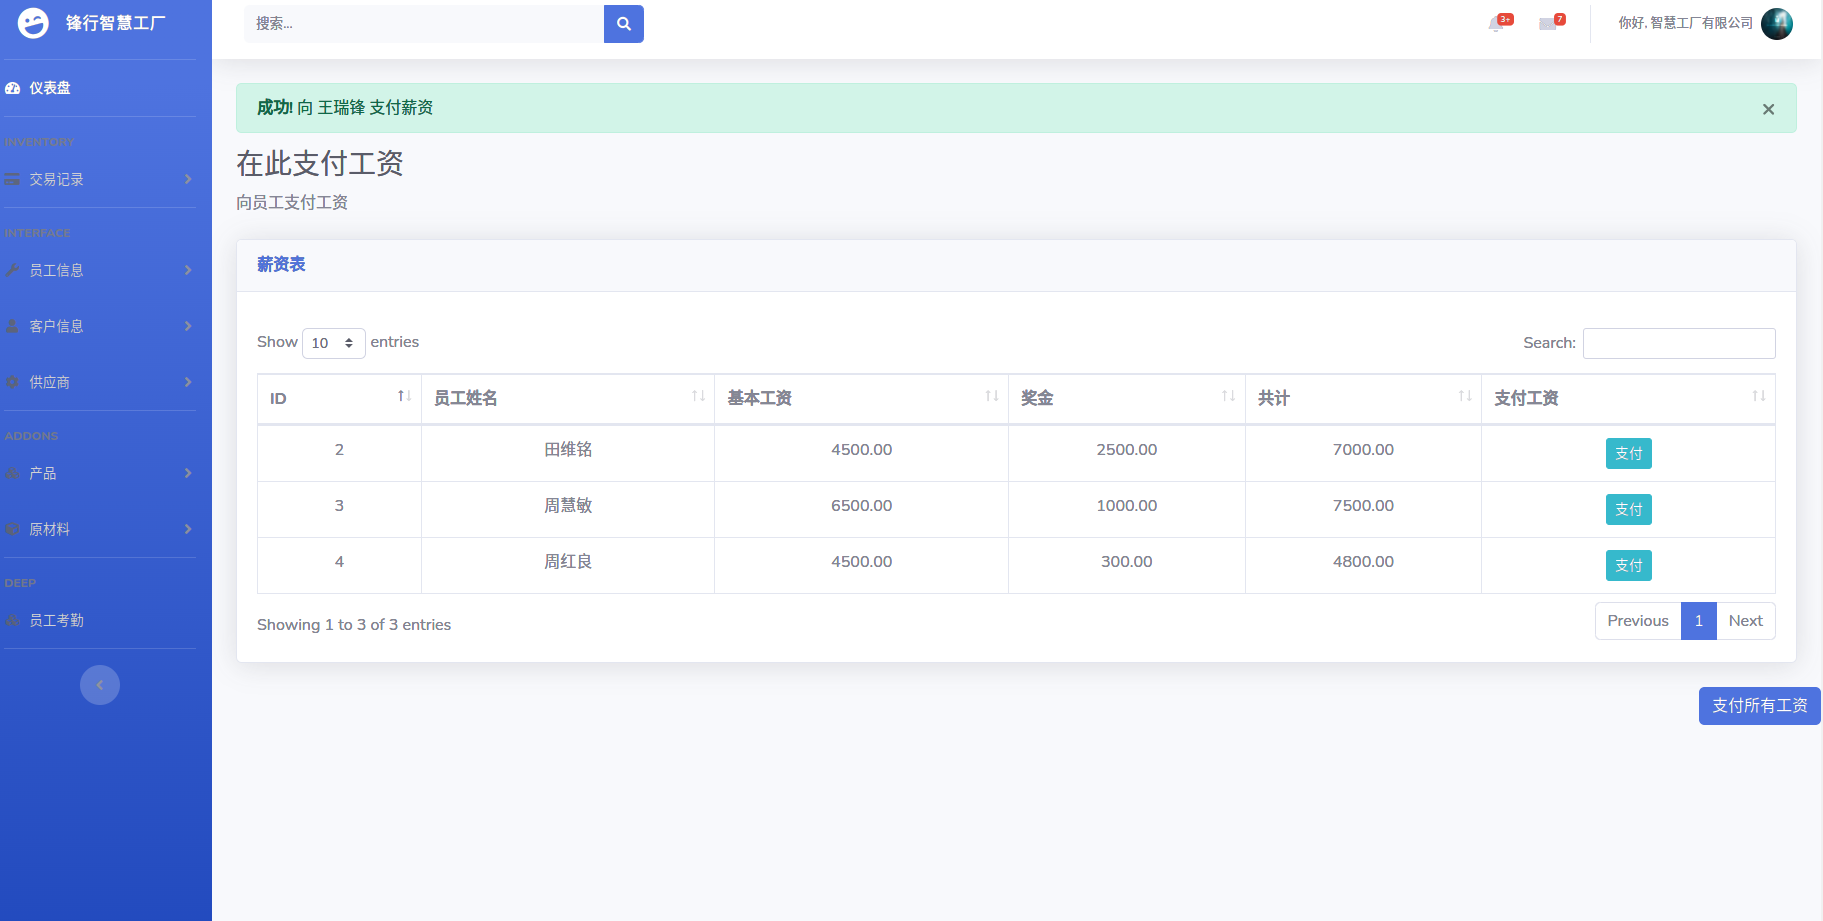 锋行智慧工厂
搜索...
3+
7
你好, 智慧工厂有限公司
仪表盘
INVENTORY
交易记录
INTERFACE
员工信息
客户信息
供应商
ADDONS
产品
原材料
DEEP
员工考勤
成功! 向 王瑞锋 支付薪资
×
在此支付工资
向员工支付工资
薪资表
Show 10 entries
Search:
ID 员工姓名 基本工资 奖金 共计 支付工资
2 田维铭 4500.00 2500.00 7000.00 支付
3 周慧敏 6500.00 1000.00 7500.00 支付
4 周红良 4500.00 300.00 4800.00 支付
Showing 1 to 3 of 3 entries
Previous 1 Next
支付所有工资